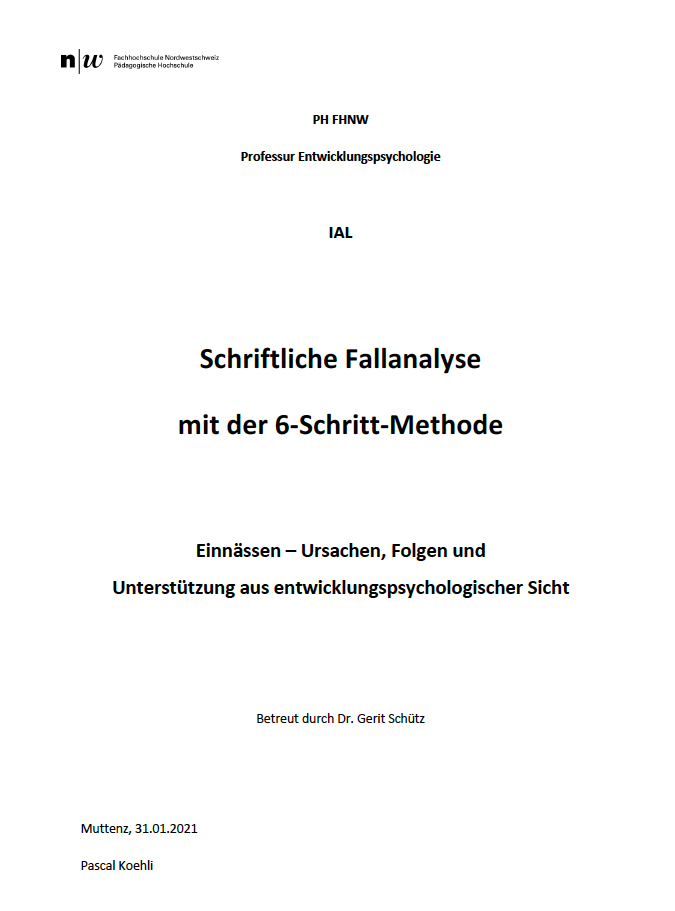 n|w Fachhochschule Nordwestschweiz
Pädagogische Hochschule
PH FHNW
Professur Entwicklungspsychologie
IAL
Schriftliche Fallanalyse
mit der 6-Schritt-Methode
Einnässen – Ursachen, Folgen und
Unterstützung aus entwicklungspsychologischer Sicht
Betreut durch Dr. Gerit Schütz
Muttenz, 31.01.2021
Pascal Koehli